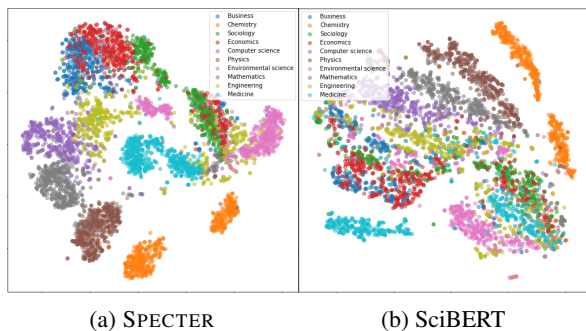 Business
Chemistry
Sociology
Economics
Computer science
Physics
Environmental science
Mathematics
Engineering
Medicine
Business
Chemistry
Sociology
Economics
Computer science
Physics
Environmental science
Mathematics
Engineering
Medicine
(a) SPECTER
(b) SciBERT